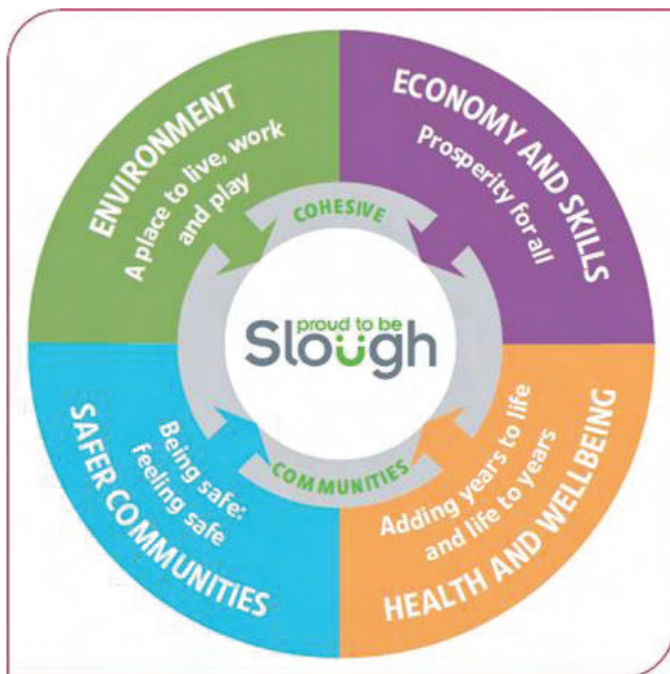 ENVIRONMENT
A place to live, work
and play
ECONOMY AND SKILLS
Prosperity for all
COHESIVE
proud to be
Slough
COMMUNITIES
SAFER COMMUNITIES
Being safe:
feeling safe
Adding years to life
and life to years
HEALTH AND WELLBEING